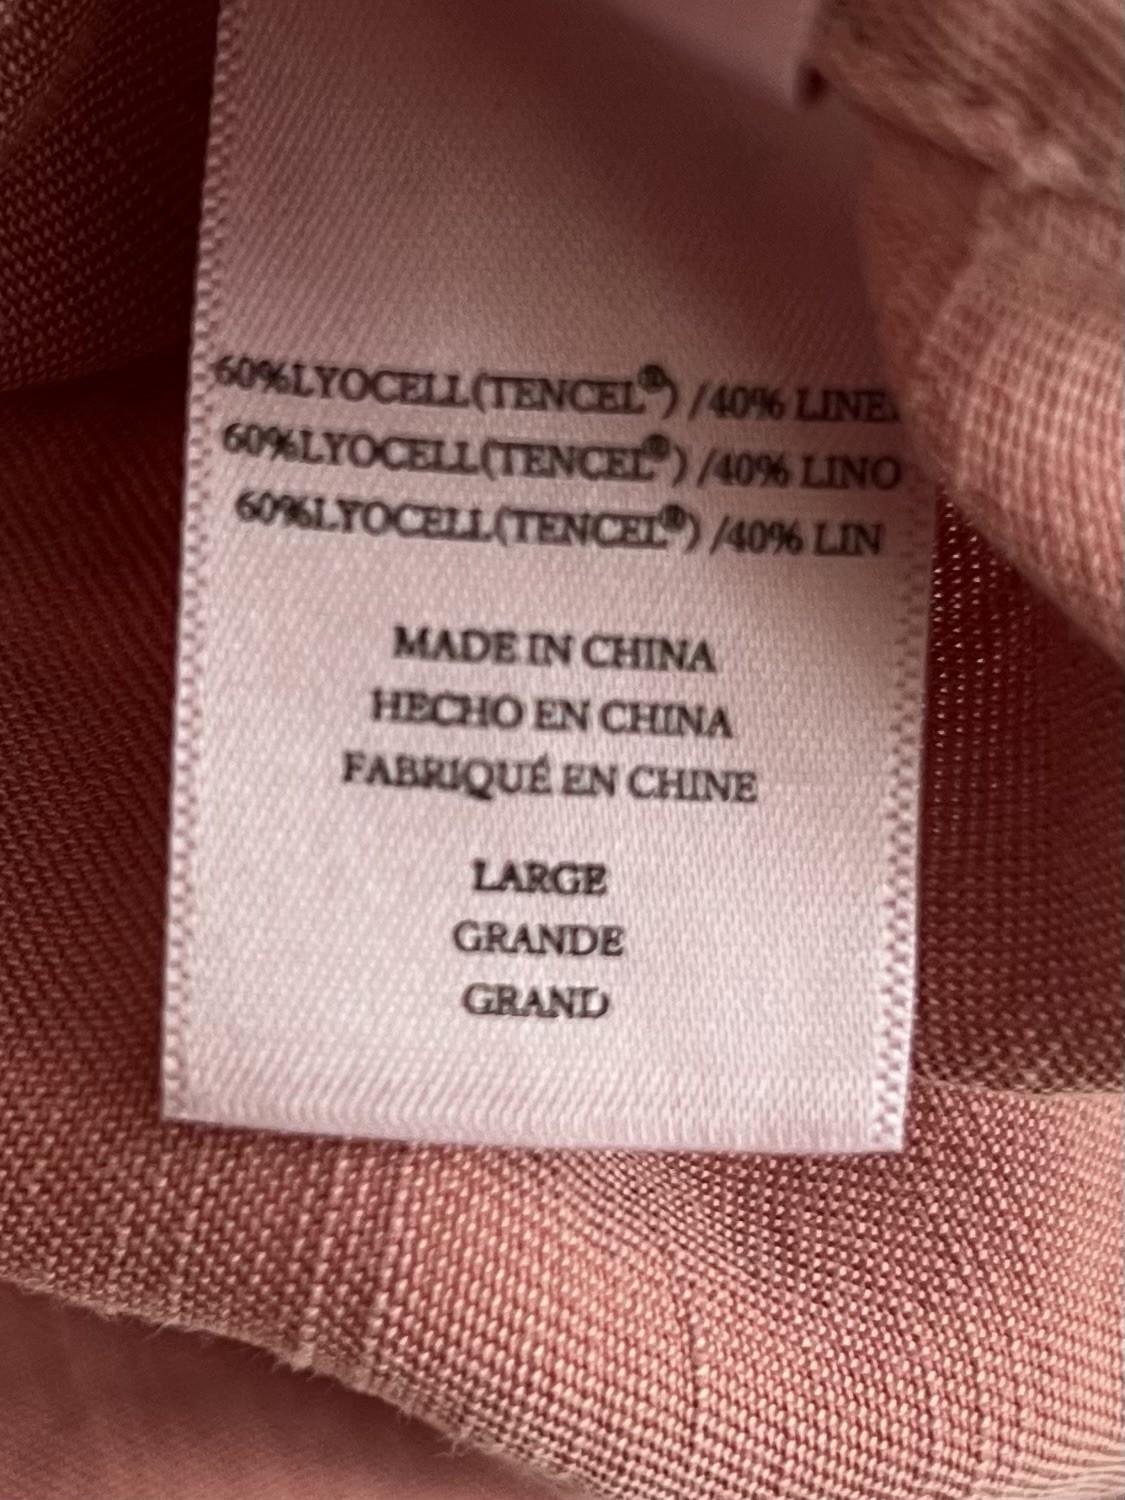 60%LYOCELL(TENCEL®) /40% LINEN
60%LYOCELL(TENCEL®) /40% LINO
60%LYOCELL(TENCEL®) /40% LIN
MADE IN CHINA
HECHO EN CHINA
FABRIQUÉ EN CHINE
LARGE
GRANDE
GRAND